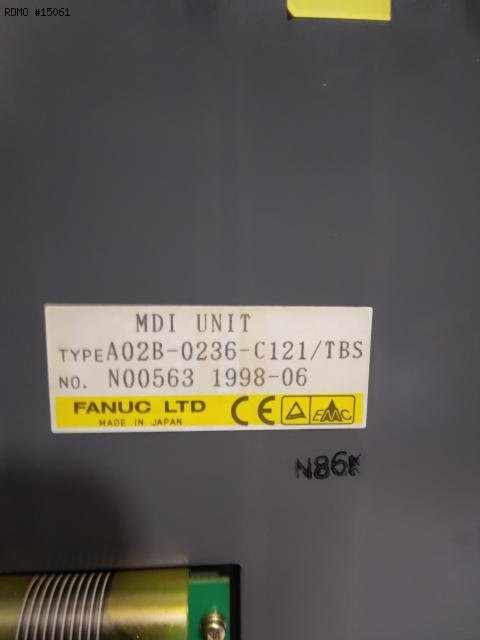 RDMO #15061
MDI UNIT
TYPE A02B-0236-C121/TBS
NO. N00563 1998-06
FANUC LTD CE EMC
MADE IN JAPAN